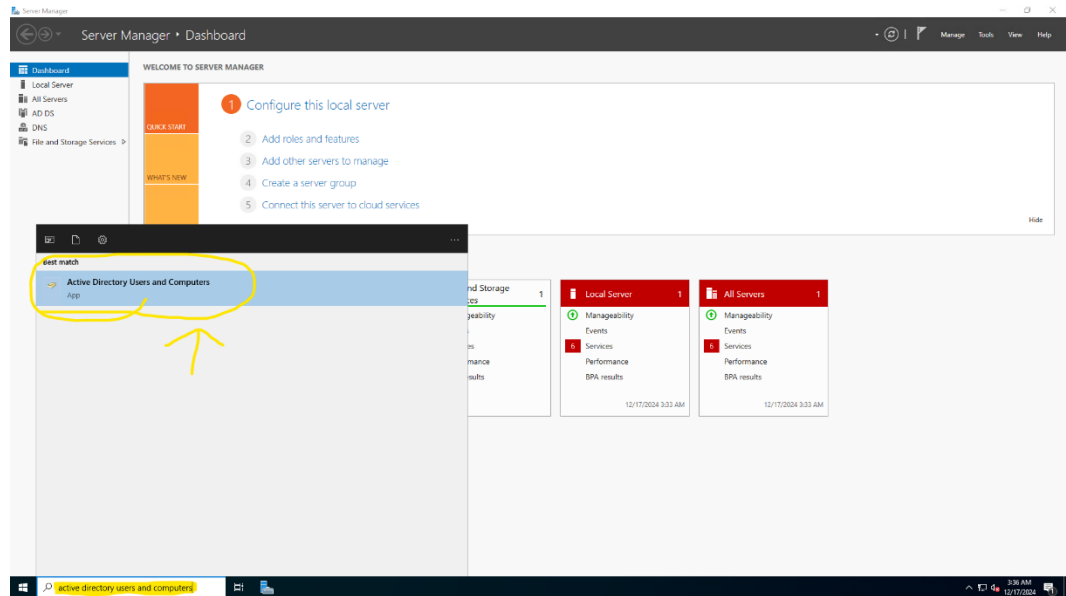 Server Manager
Server Manager • Dashboard
Manage Tools View Help
Dashboard
Local Server
All Servers
AD DS
DNS
File and Storage Services
WELCOME TO SERVER MANAGER
QUICK START
WHAT'S NEW
1 Configure this local server
2 Add roles and features
3 Add other servers to manage
4 Create a server group
5 Connect this server to cloud services
Hide
Best match
Active Directory Users and Computers
App
nd Storage 1
ces
geability
es
mance
sults
Local Server 1
Manageability
Events
6 Services
Performance
BPA results
12/17/2024 3:33 AM
All Servers 1
Manageability
Events
6 Services
Performance
BPA results
12/17/2024 3:33 AM
active directory users and computers
3:36 AM
12/17/2024